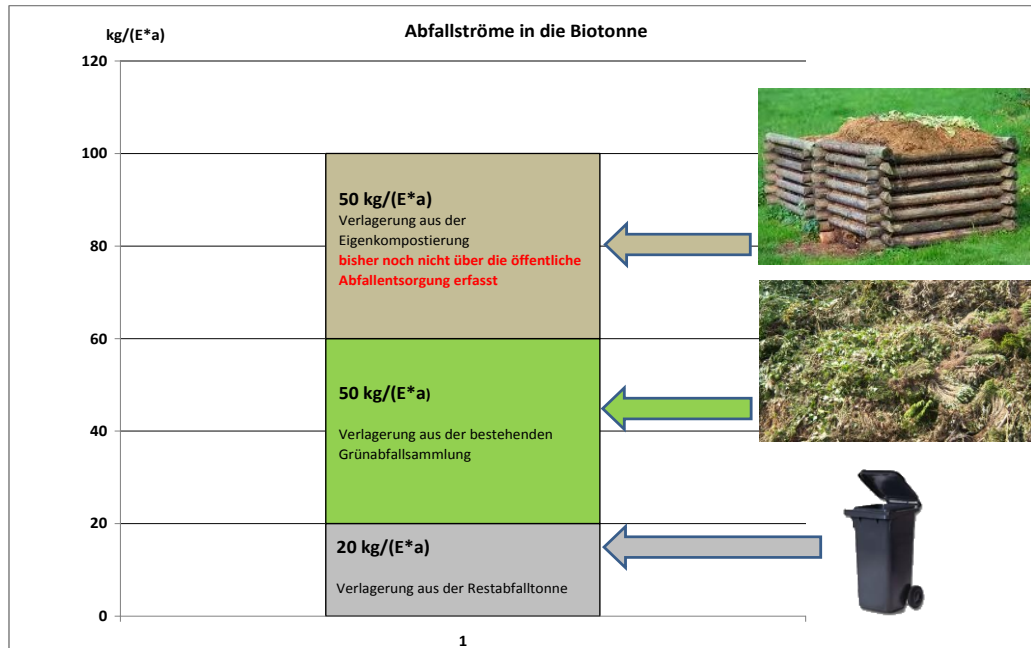 Abfallströme in die Biotonne
kg/(E*a)
120
100
80
60
40
20
0
50 kg/(E*a)
Verlagerung aus der
Eigenkompostierung
bisher noch nicht über die öffentliche
Abfallentsorgung erfasst
50 kg/(E*a)
Verlagerung aus der bestehenden
Grünabfallsammlung
20 kg/(E*a)
Verlagerung aus der Restabfalltonne
1